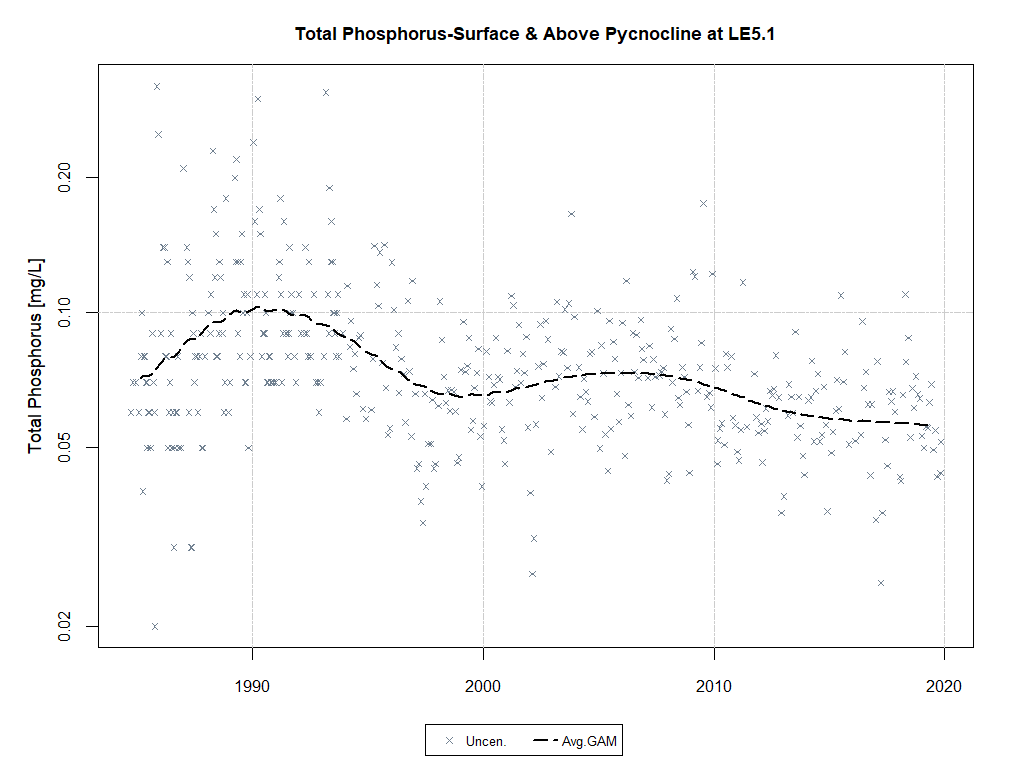 Total Phosphorus-Surface & Above Pycnocline at LE5.1
Total Phosphorus [mg/L]
0.20
0.10
0.05
0.02
1990 2000 2010 2020
Uncen. Avg.GAM